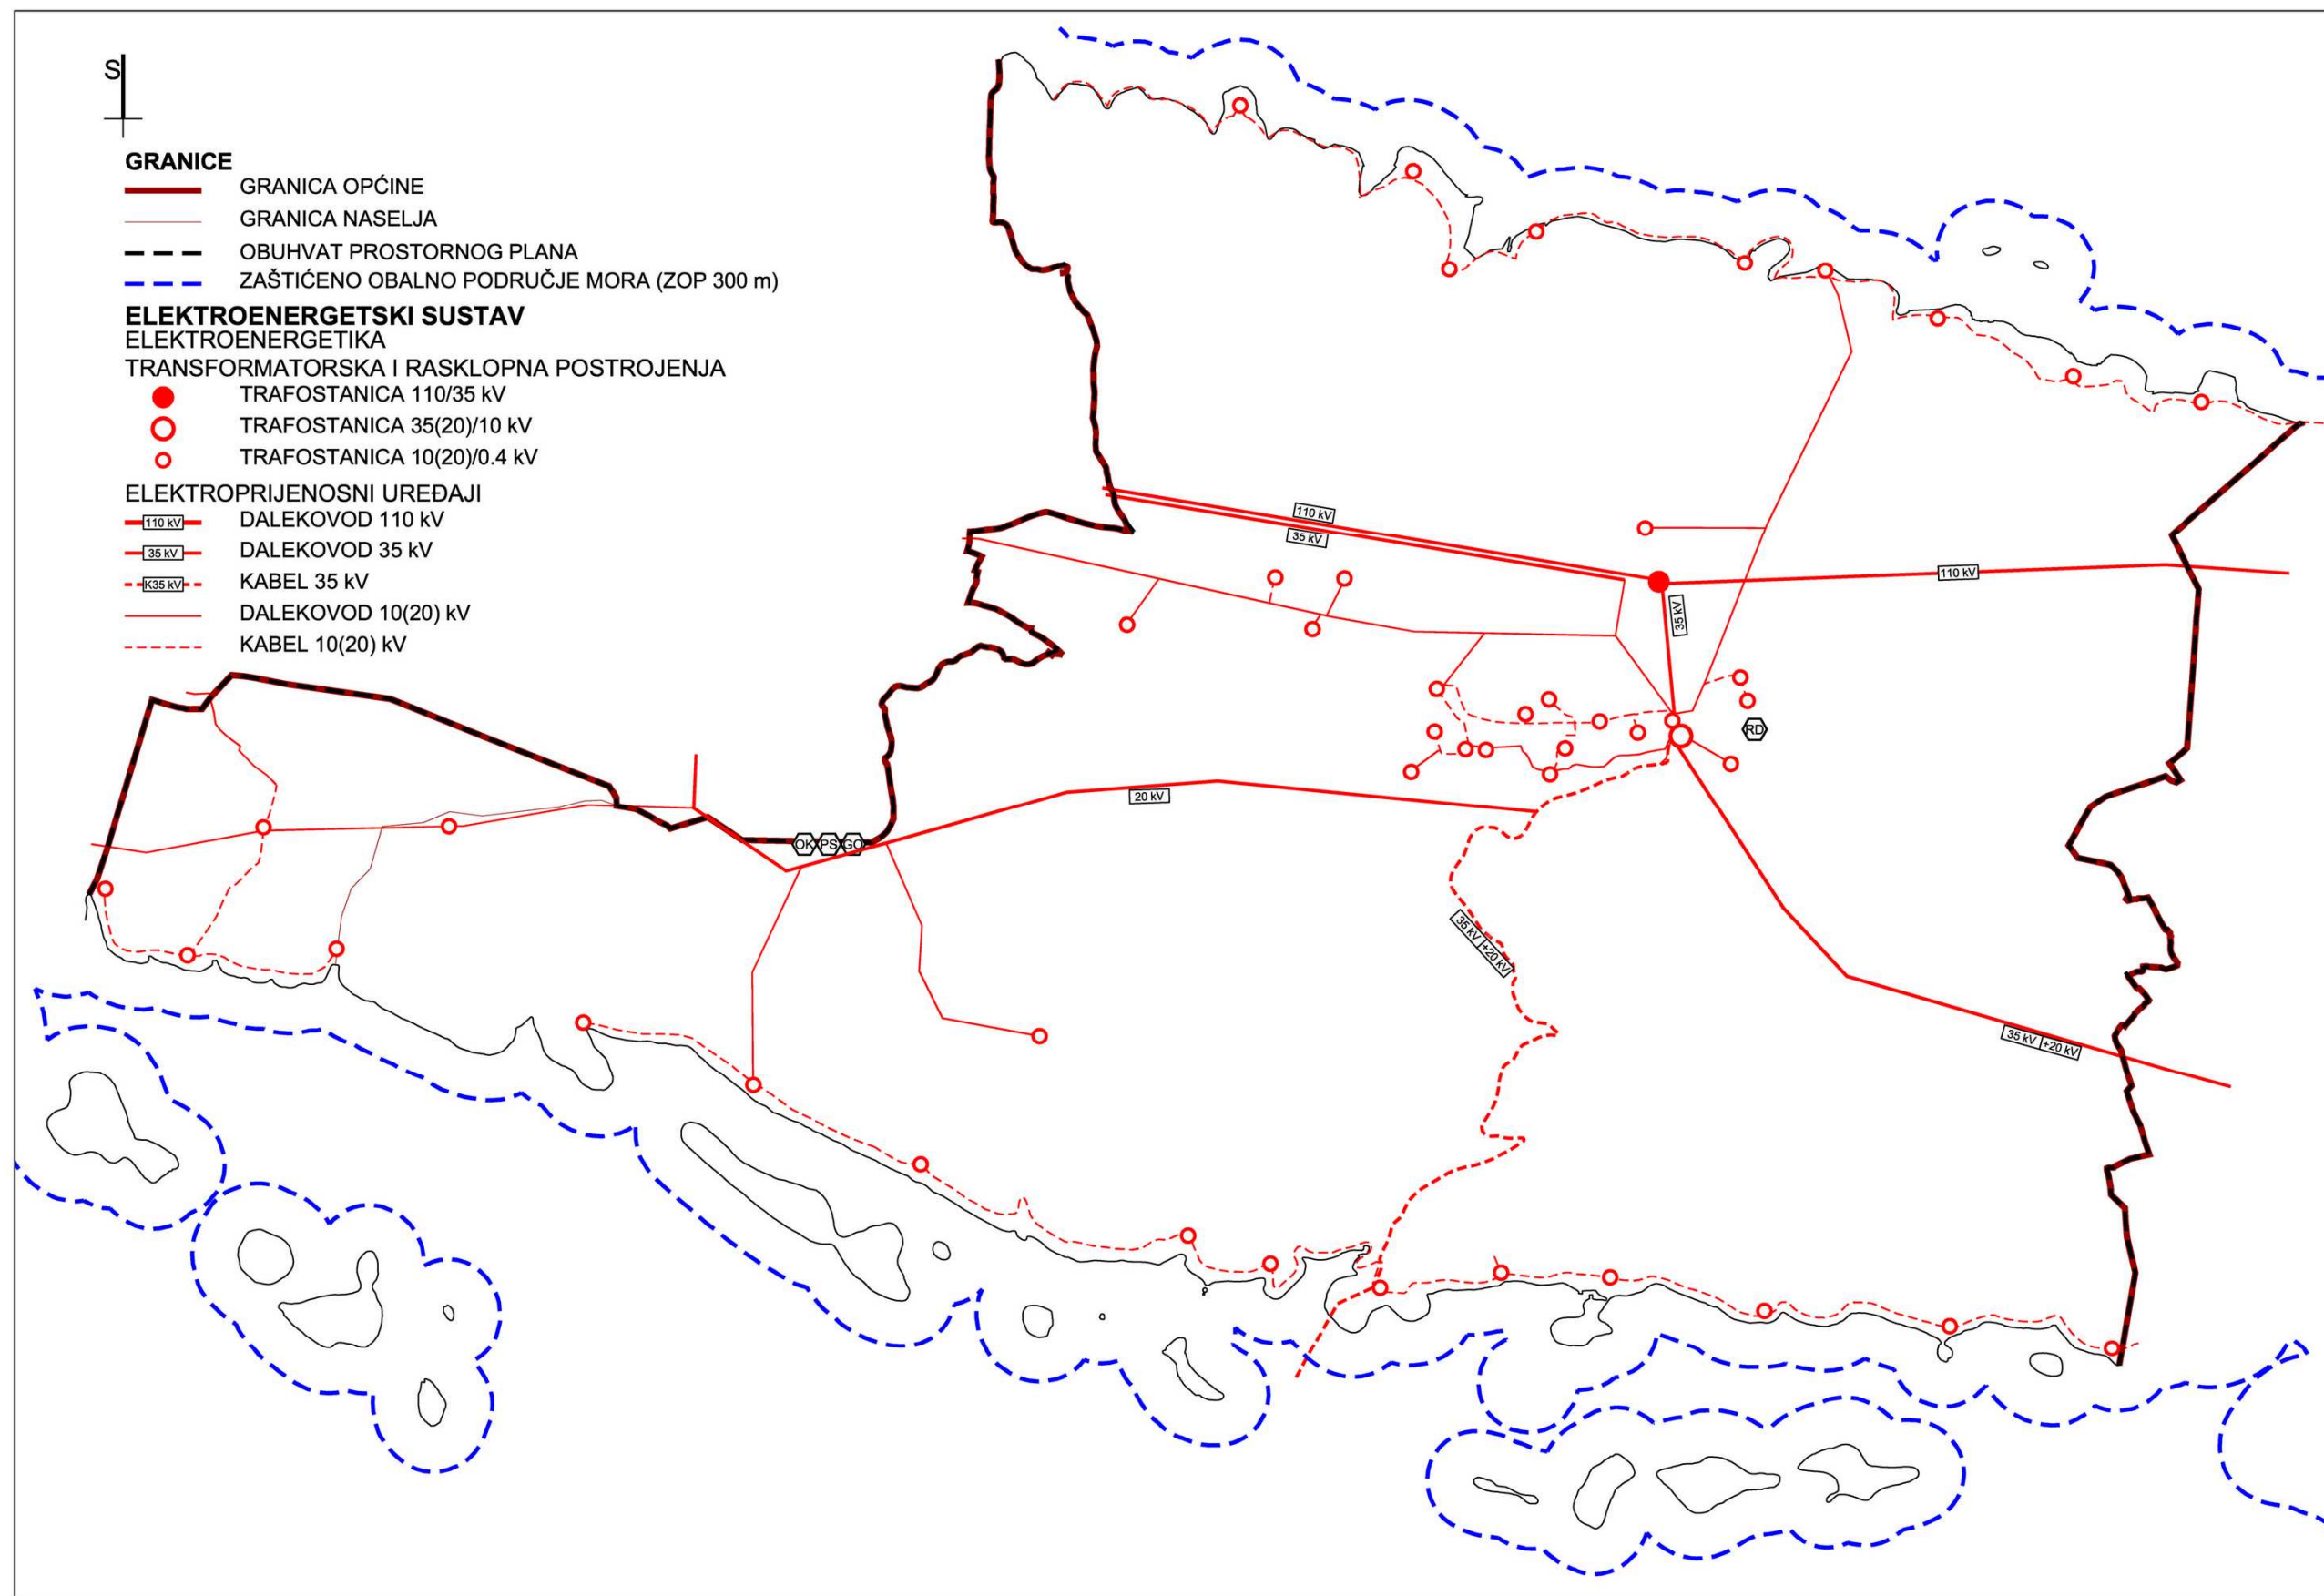 S
GRANICE
GRANICA OPĆINE
GRANICA NASELJA
OBUHVAT PROSTORNOG PLANA
ZAŠTIĆENO OBALNO PODRUČJE MORA (ZOP 300 m)
ELEKTROENERGETSKI SUSTAV
ELEKTROENERGETIKA
TRANSFORMATORSKA I RASKLOPNA POSTROJENJA
TRAFOSTANICA 110/35 kV
TRAFOSTANICA 35(20)/10 kV
TRAFOSTANICA 10(20)/0.4 kV
ELEKTROPRIJENOSNI UREĐAJI
110 kV DALEKOVOD 110 kV
35 kV DALEKOVOD 35 kV
K35 kV KABEL 35 kV
DALEKOVOD 10(20) kV
KABEL 10(20) kV
110 kV
35 kV
110 kV
35 kV
RD
20 kV
OK PS GO
35 kV +20 kV
35 kV +20 kV